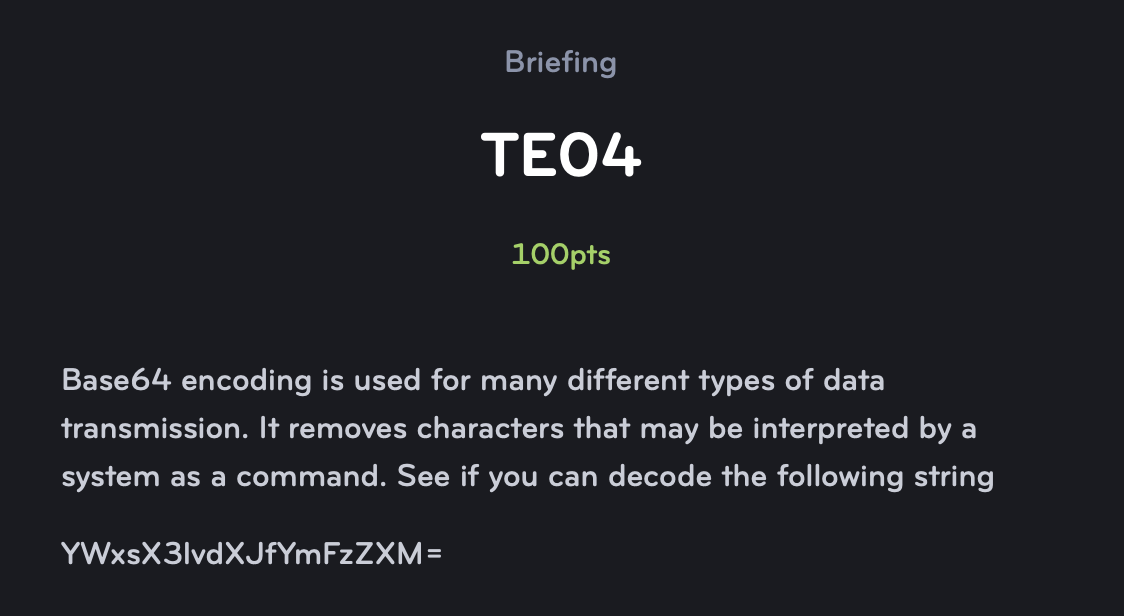 Briefing
TE04
100pts
Base64 encoding is used for many different types of data
transmission. It removes characters that may be interpreted by a
system as a command. See if you can decode the following string
YWxsX3lvdXJfYmFzZXM=